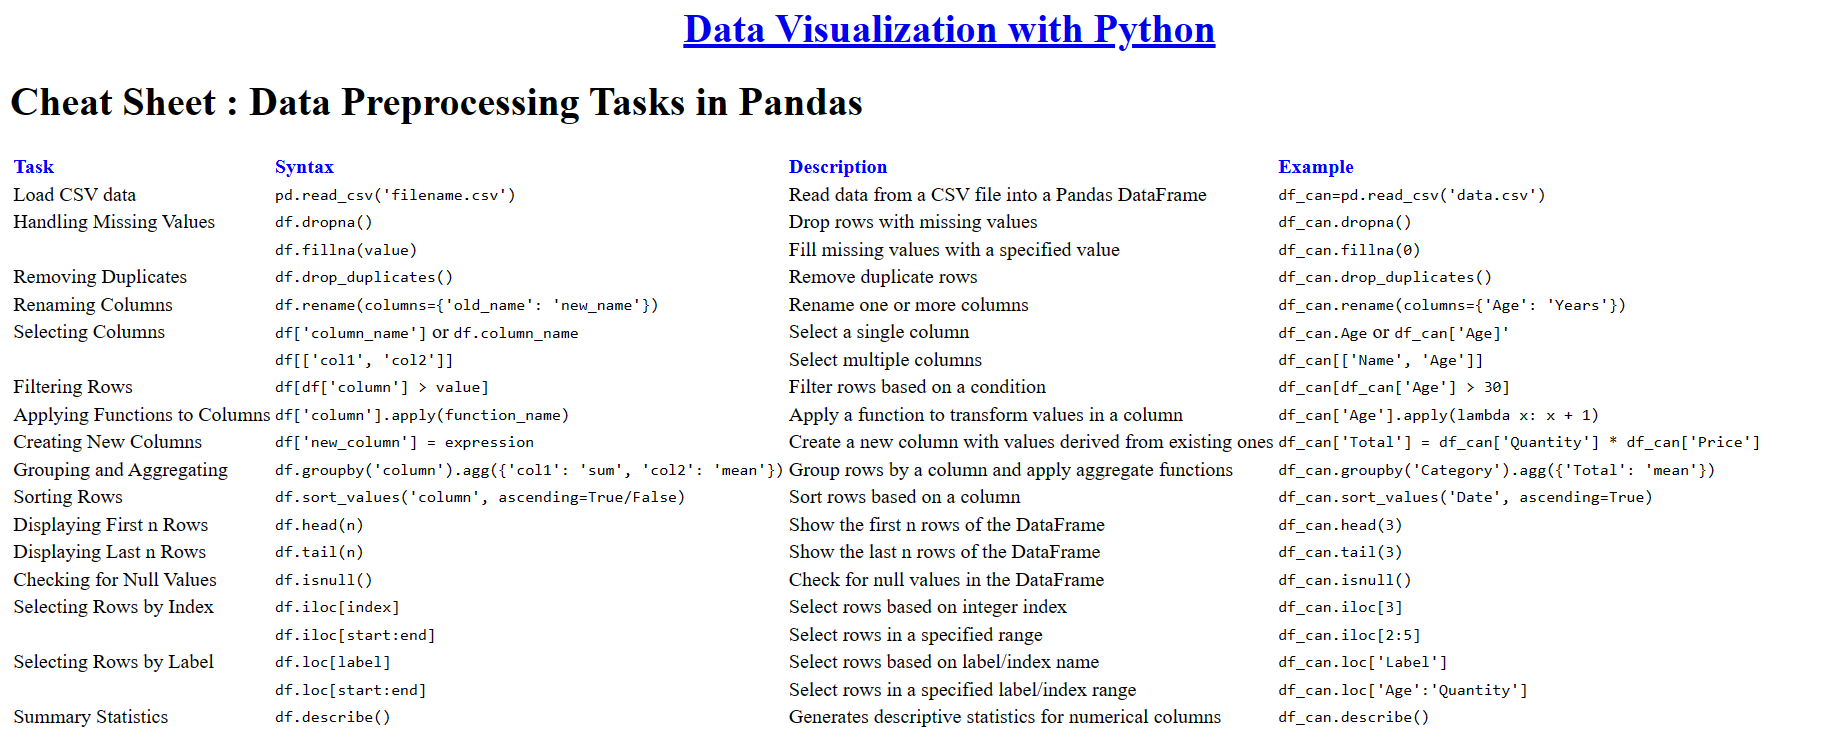 Data Visualization with Python
Cheat Sheet : Data Preprocessing Tasks in Pandas
Task Syntax Description Example
Load CSV data pd.read_csv('filename.csv') Read data from a CSV file into a Pandas DataFrame df_can=pd.read_csv('data.csv')
Handling Missing Values df.dropna() Drop rows with missing values df_can.dropna()
df.fillna(value) Fill missing values with a specified value df_can.fillna(0)
Removing Duplicates df.drop_duplicates() Remove duplicate rows df_can.drop_duplicates()
Renaming Columns df.rename(columns={'old_name': 'new_name'}) Rename one or more columns df_can.rename(columns={'Age': 'Years'})
Selecting Columns df['column_name'] or df.column_name Select a single column df_can.Age or df_can['Age]'
df[['col1', 'col2']] Select multiple columns df_can[['Name', 'Age']]
Filtering Rows df[df['column'] > value] Filter rows based on a condition df_can[df_can['Age'] > 30]
Applying Functions to Columns df['column'].apply(function_name) Apply a function to transform values in a column df_can['Age'].apply(lambda x: x + 1)
Creating New Columns df['new_column'] = expression Create a new column with values derived from existing ones df_can['Total'] = df_can['Quantity'] * df_can['Price']
Grouping and Aggregating df.groupby('column').agg({'col1': 'sum', 'col2': 'mean'}) Group rows by a column and apply aggregate functions df_can.groupby('Category').agg({'Total': 'mean'})
Sorting Rows df.sort_values('column', ascending=True/False) Sort rows based on a column df_can.sort_values('Date', ascending=True)
Displaying First n Rows df.head(n) Show the first n rows of the DataFrame df_can.head(3)
Displaying Last n Rows df.tail(n) Show the last n rows of the DataFrame df_can.tail(3)
Checking for Null Values df.isnull() Check for null values in the DataFrame df_can.isnull()
Selecting Rows by Index df.iloc[index] Select rows based on integer index df_can.iloc[3]
df.iloc[start:end] Select rows in a specified range df_can.iloc[2:5]
Selecting Rows by Label df.loc[label] Select rows based on label/index name df_can.loc['Label']
df.loc[start:end] Select rows in a specified label/index range df_can.loc['Age':'Quantity']
Summary Statistics df.describe() Generates descriptive statistics for numerical columns df_can.describe()